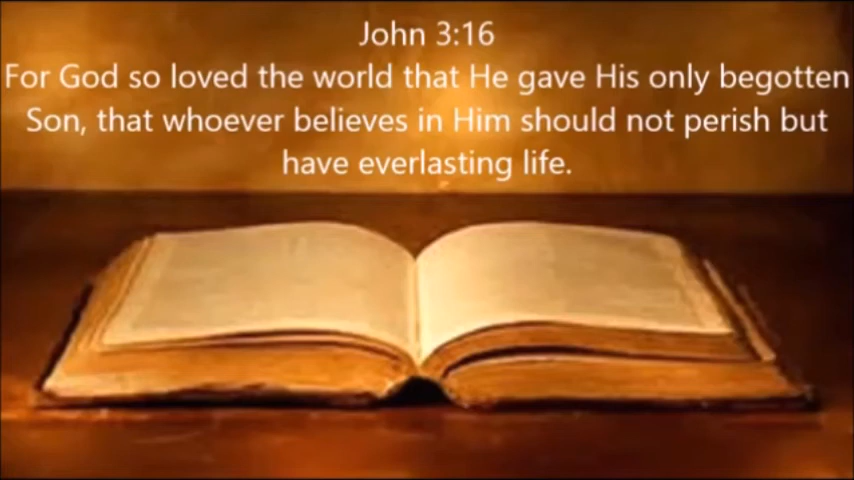 John 3:16
For God so loved the world that He gave His only begotten
Son, that whoever believes in Him should not perish but
have everlasting life.